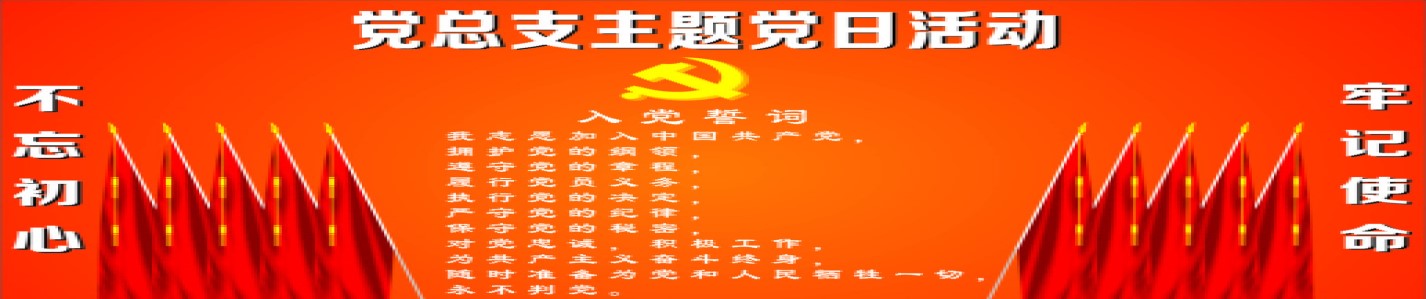 党总支主题党日活动
不忘初心
牢记使命
入党誓词
我志愿加入中国共产党，
拥护党的纲领，
遵守党的章程，
履行党员义务，
执行党的决定，
严守党的纪律，
保守党的秘密，
对党忠诚，积极工作，
为共产主义奋斗终身，
随时准备为党和人民牺牲一切，
永不判党。